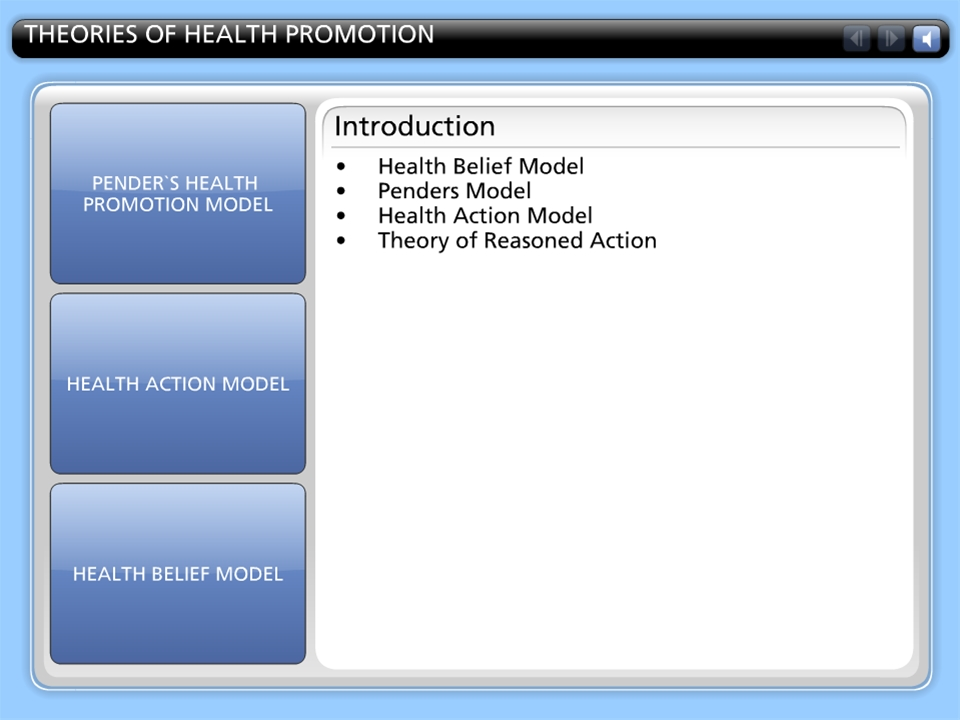 THEORIES OF HEALTH PROMOTION
PENDER`S HEALTH
PROMOTION MODEL
HEALTH ACTION MODEL
HEALTH BELIEF MODEL
Introduction
• Health Belief Model
• Penders Model
• Health Action Model
• Theory of Reasoned Action